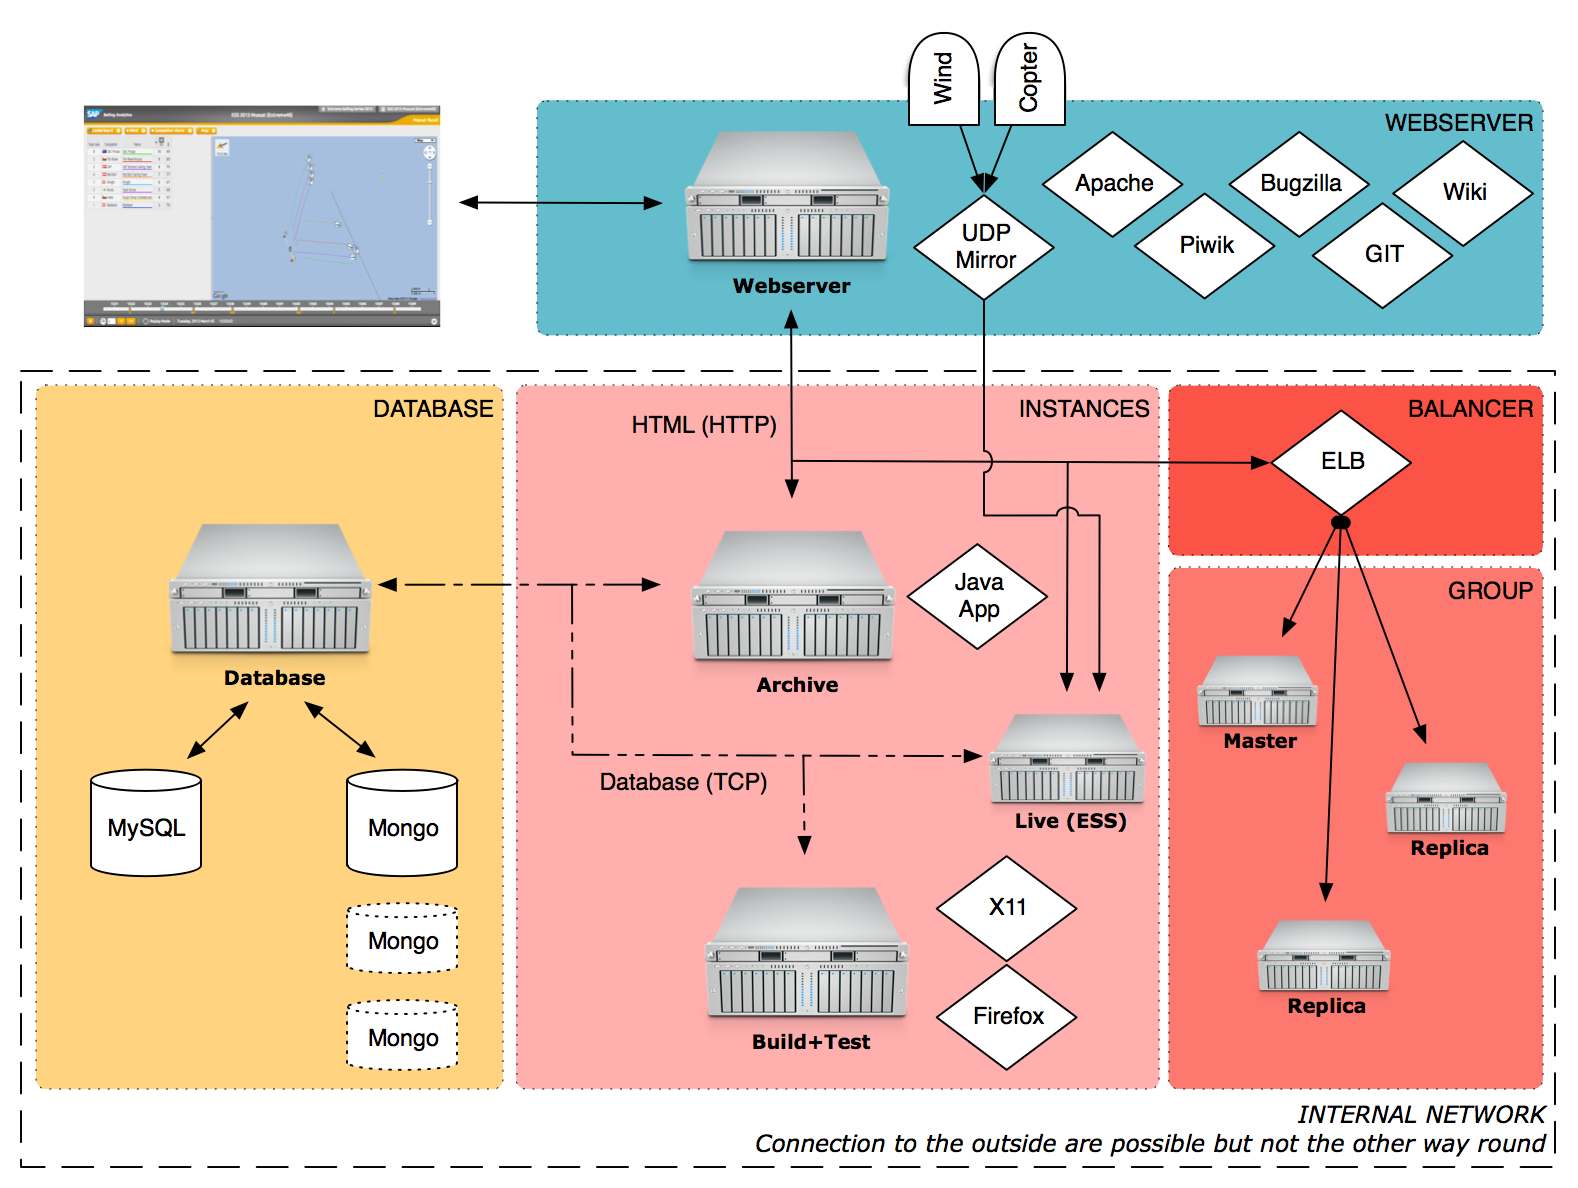 SAP
Wind
Copter
WEBSERVER
Apache
Bugzilla
Wiki
UDP
Mirror
Piwik
GIT
Webserver
DATABASE
HTML (HTTP)
INSTANCES
BALANCER
ELB
Java
App
GROUP
Database
Archive
Master
Database (TCP)
Live (ESS)
MySQL
Mongo
Replica
X11
Mongo
Replica
Firefox
Mongo
Build+Test
INTERNAL NETWORK
Connection to the outside are possible but not the other way round